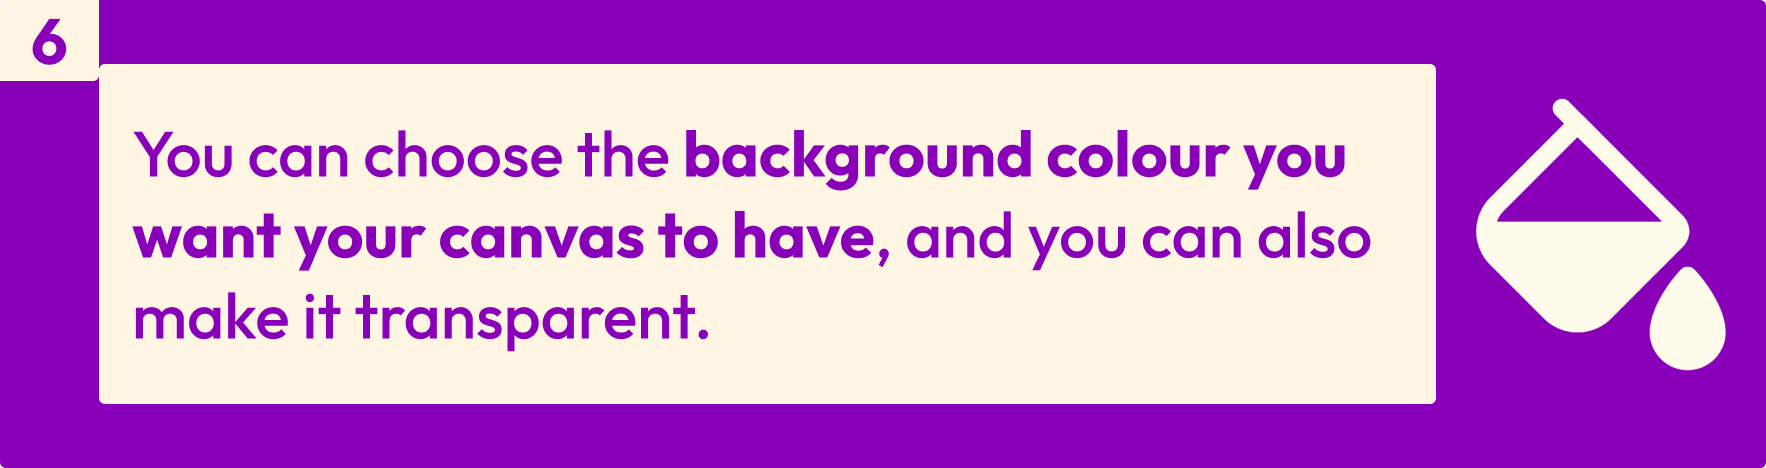 6
You can choose the background colour you
want your canvas to have, and you can also
make it transparent.